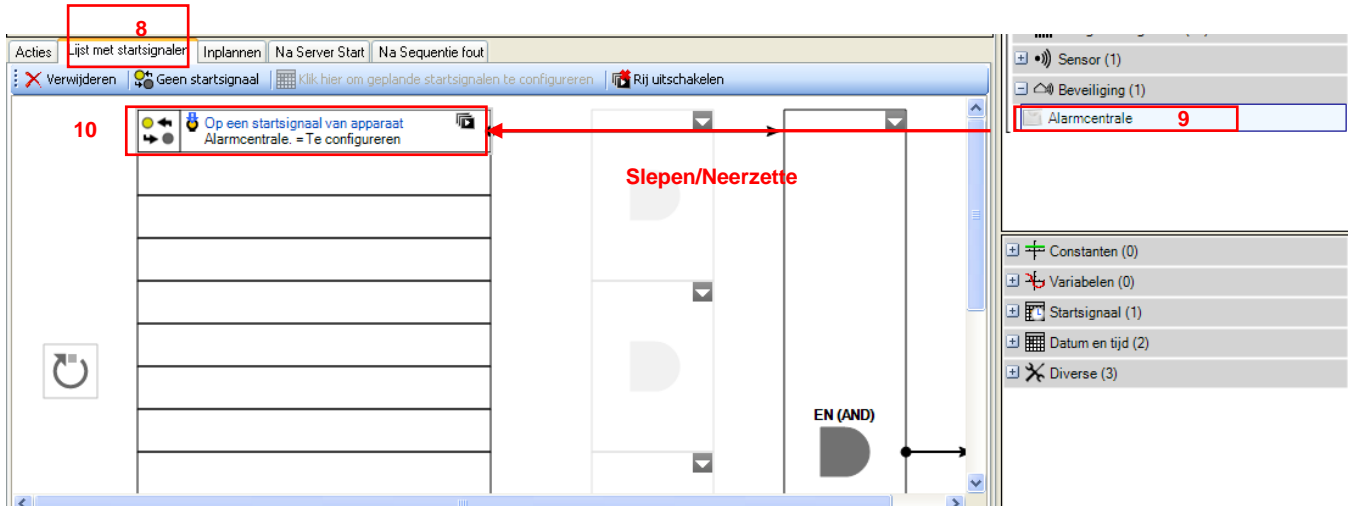 8
Acties Lijst met startsignalen Inplannen Na Server Start Na Sequentie fout
Verwijderen Geen startsignaal Klik hier om geplande startsignalen te configureren Rij uitschakelen
10
Op een startsignaal van apparaat
Alarmcentrale. = Te configureren
Slepen/Neerzette
EN (AND)
Sensor (1)
Beveiliging (1)
Alarmcentrale 9
Constanten (0)
Variabelen (0)
Startsignaal (1)
Datum en tijd (2)
Diverse (3)